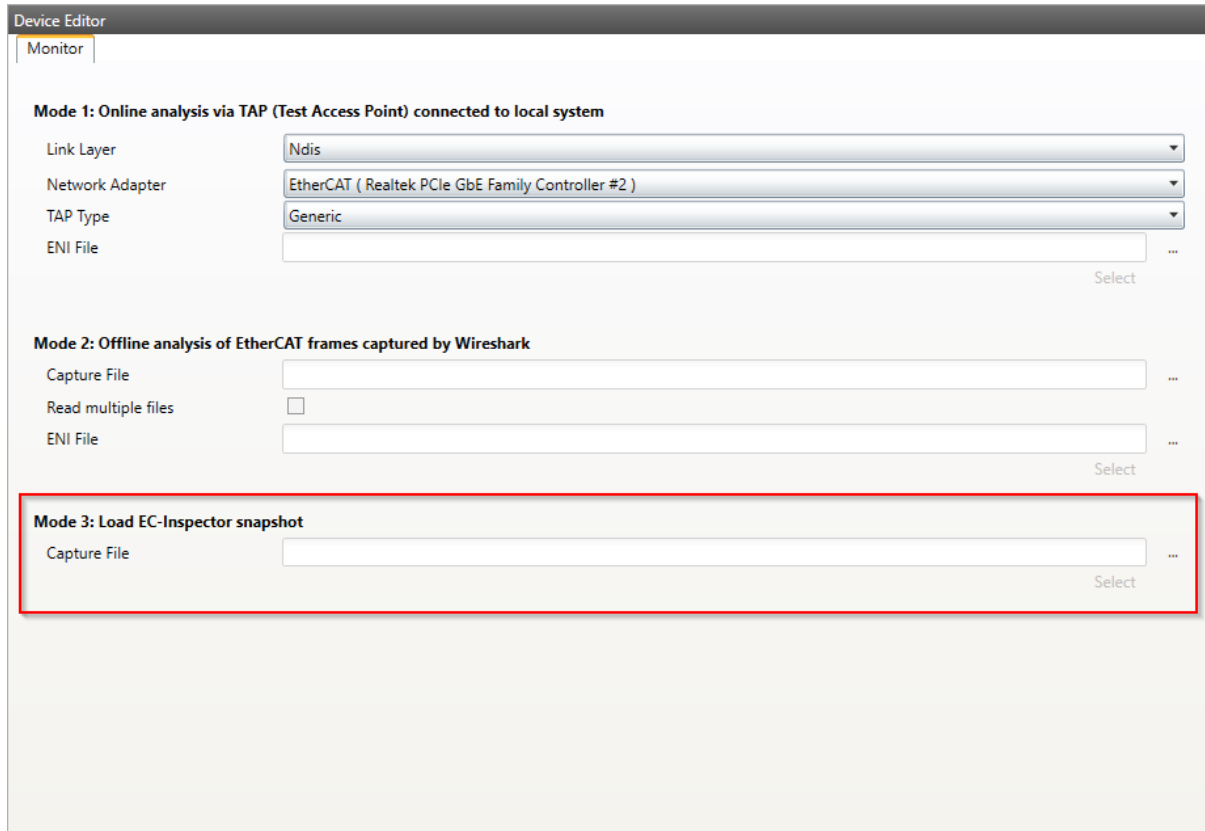 Device Editor
Monitor
Mode 1: Online analysis via TAP (Test Access Point) connected to local system
Link Layer Ndis
Network Adapter EtherCAT ( Realtek PCIe GbE Family Controller #2 )
TAP Type Generic
ENI File ...
Select
Mode 2: Offline analysis of EtherCAT frames captured by Wireshark
Capture File ...
Read multiple files
ENI File ...
Select
Mode 3: Load EC-Inspector snapshot
Capture File ...
Select